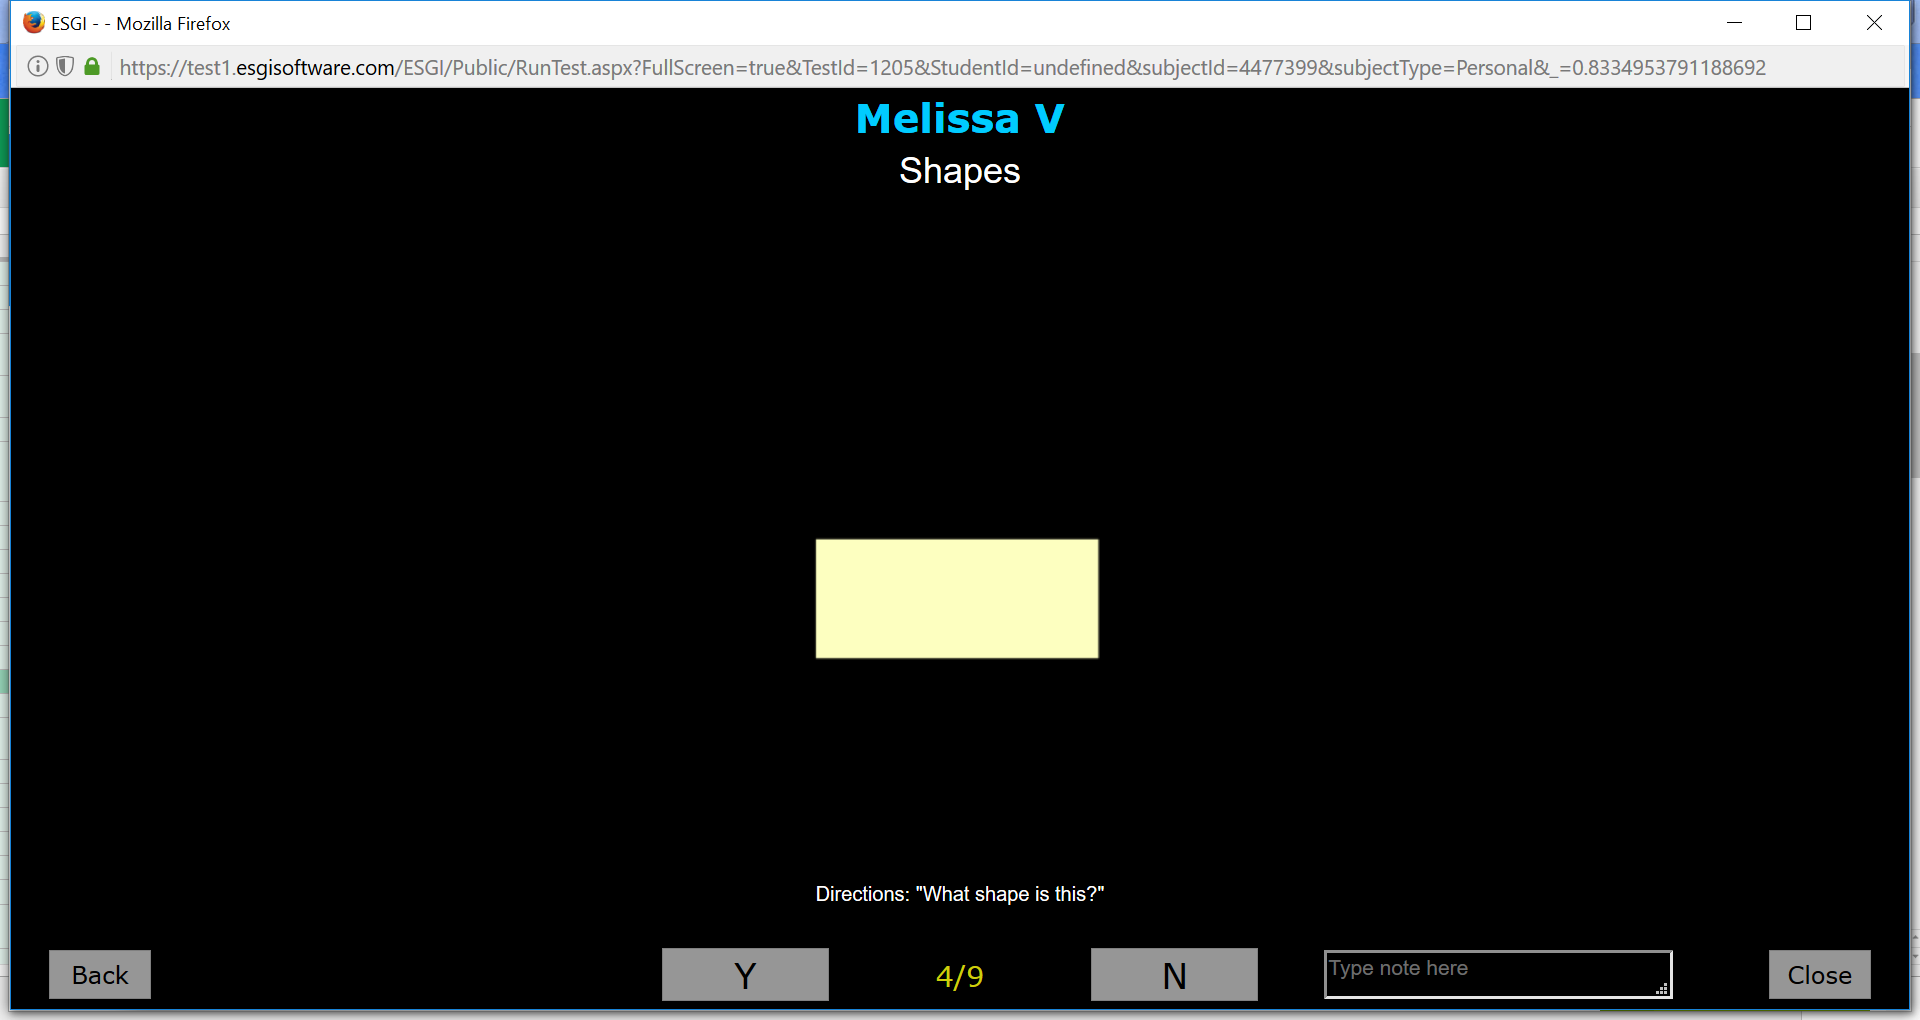 ESGI - - Mozilla Firefox
https://test1.esgisoftware.com/ESGI/Public/RunTest.aspx?FullScreen=true&TestId=1205&StudentId=undefined&subjectId=4477399&subjectType=Personal&_=0.8334953791188692
Melissa V
Shapes
Directions: "What shape is this?"
Back
Y
4/9
N
Type note here
Close